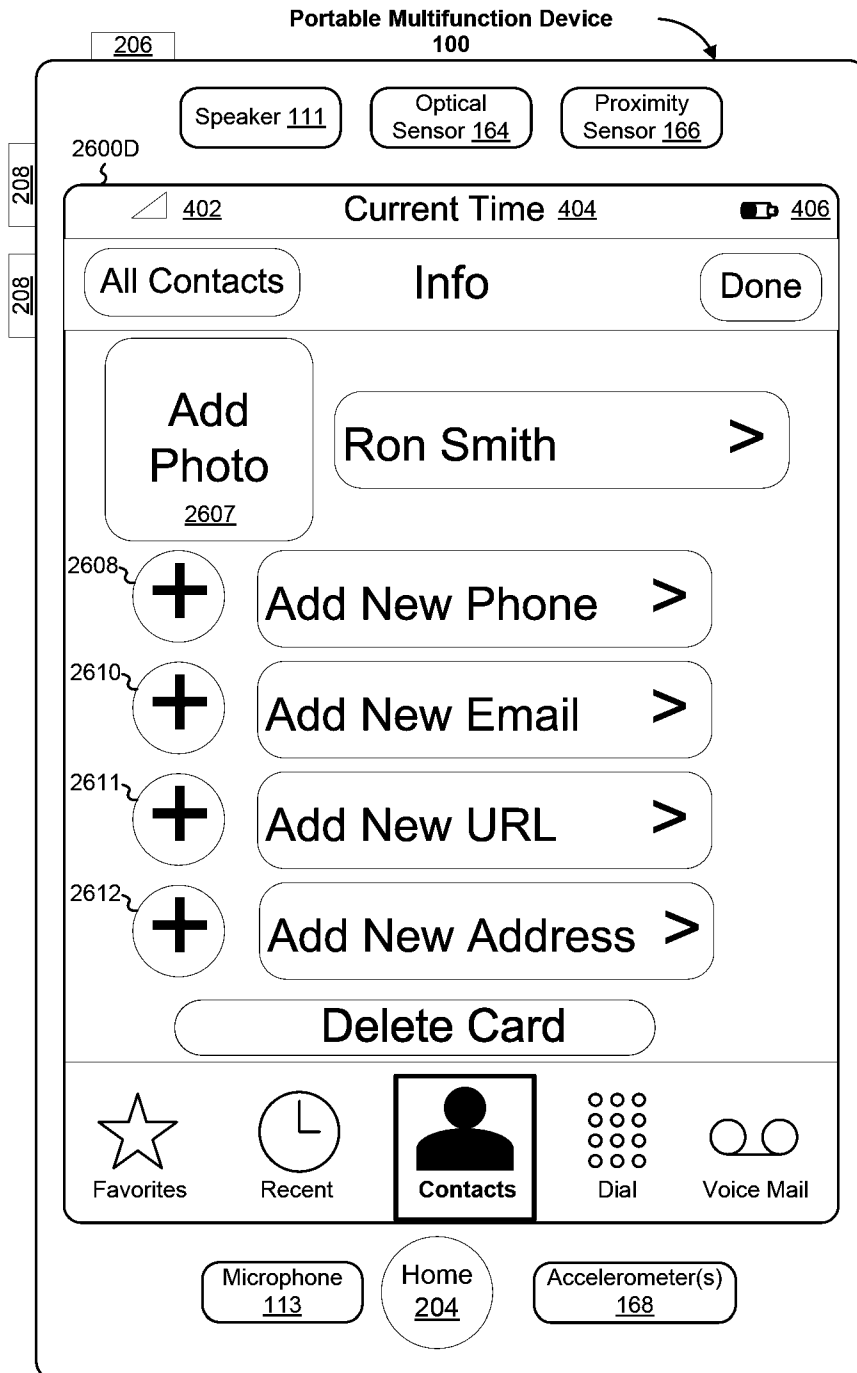 Portable Multifunction Device
100
206
Speaker 111
Optical
Sensor 164
Proximity
Sensor 166
2600D
208
208
402
Current Time 404
406
All Contacts
Info
Done
Add
Photo
2607
Ron Smith >
2608
+
Add New Phone >
2610
+
Add New Email >
2611
+
Add New URL >
2612
+
Add New Address >
Delete Card
Favorites
Recent
Contacts
Dial
Voice Mail
Microphone
113
Home
204
Accelerometer(s)
168